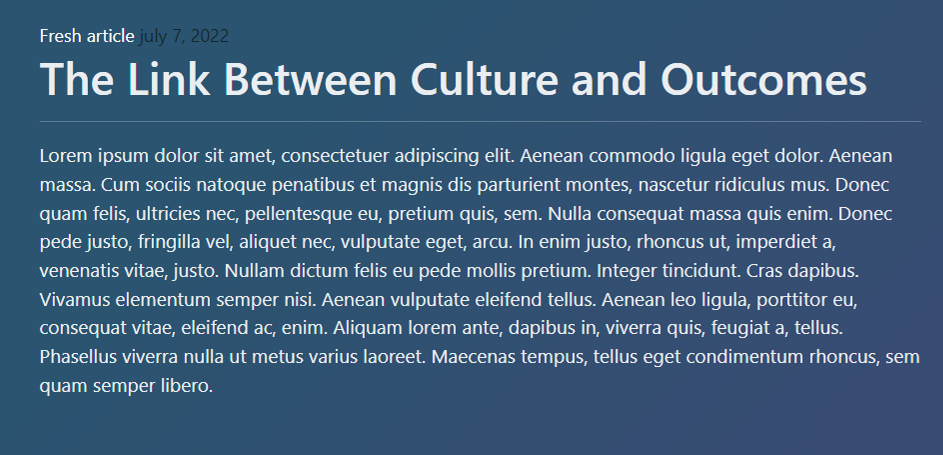 Fresh article july 7, 2022
The Link Between Culture and Outcomes
Lorem ipsum dolor sit amet, consectetuer adipiscing elit. Aenean commodo ligula eget dolor. Aenean
massa. Cum sociis natoque penatibus et magnis dis parturient montes, nascetur ridiculus mus. Donec
quam felis, ultricies nec, pellentesque eu, pretium quis, sem. Nulla consequat massa quis enim. Donec
pede justo, fringilla vel, aliquet nec, vulputate eget, arcu. In enim justo, rhoncus ut, imperdiet a,
venenatis vitae, justo. Nullam dictum felis eu pede mollis pretium. Integer tincidunt. Cras dapibus.
Vivamus elementum semper nisi. Aenean vulputate eleifend tellus. Aenean leo ligula, porttitor eu,
consequat vitae, eleifend ac, enim. Aliquam lorem ante, dapibus in, viverra quis, feugiat a, tellus.
Phasellus viverra nulla ut metus varius laoreet. Maecenas tempus, tellus eget condimentum rhoncus, sem
quam semper libero.